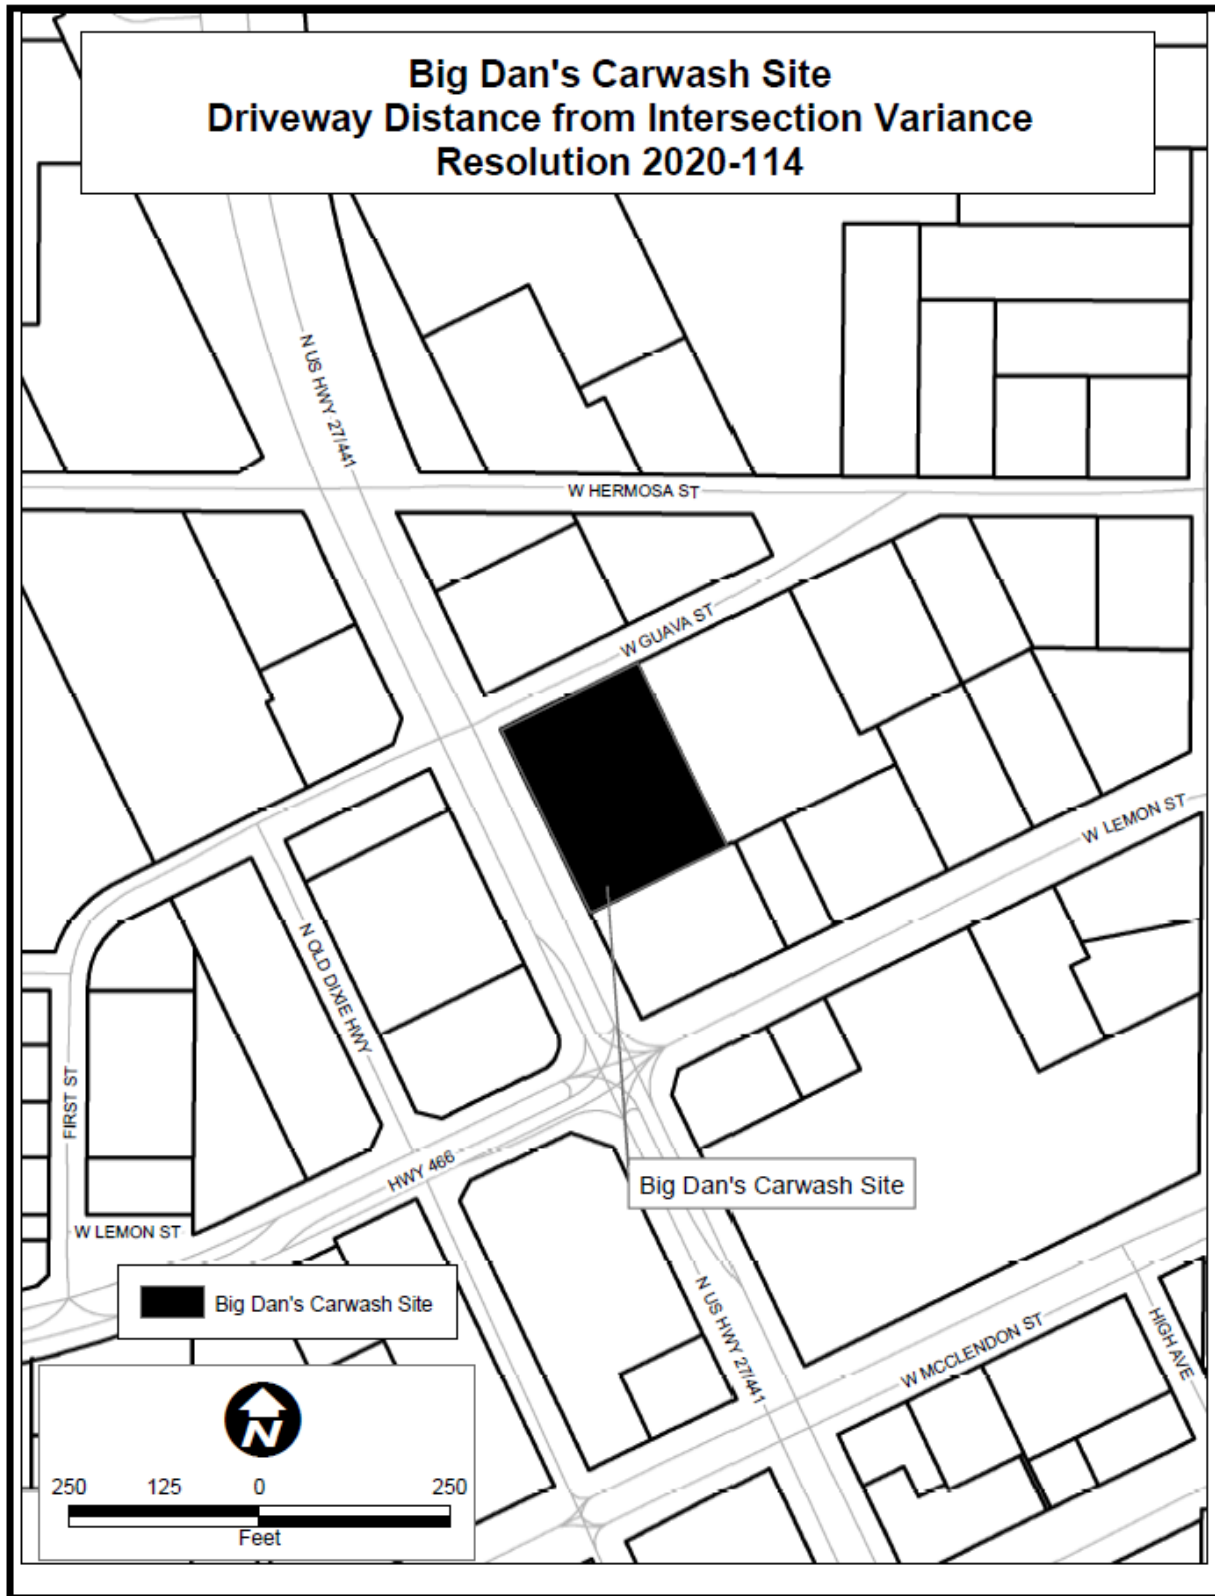 Big Dan's Carwash Site
Driveway Distance from Intersection Variance
Resolution 2020-114
N US HWY 27/441
W HERMOSA ST
W GUAVA ST
W LEMON ST
N OLD DIXIE HWY
FIRST ST
HWY 466
Big Dan's Carwash Site
W LEMON ST
Big Dan's Carwash Site
N US HWY 27/441
W MCCLENDON ST
HIGH AVE
N
250 125 0 250
Feet